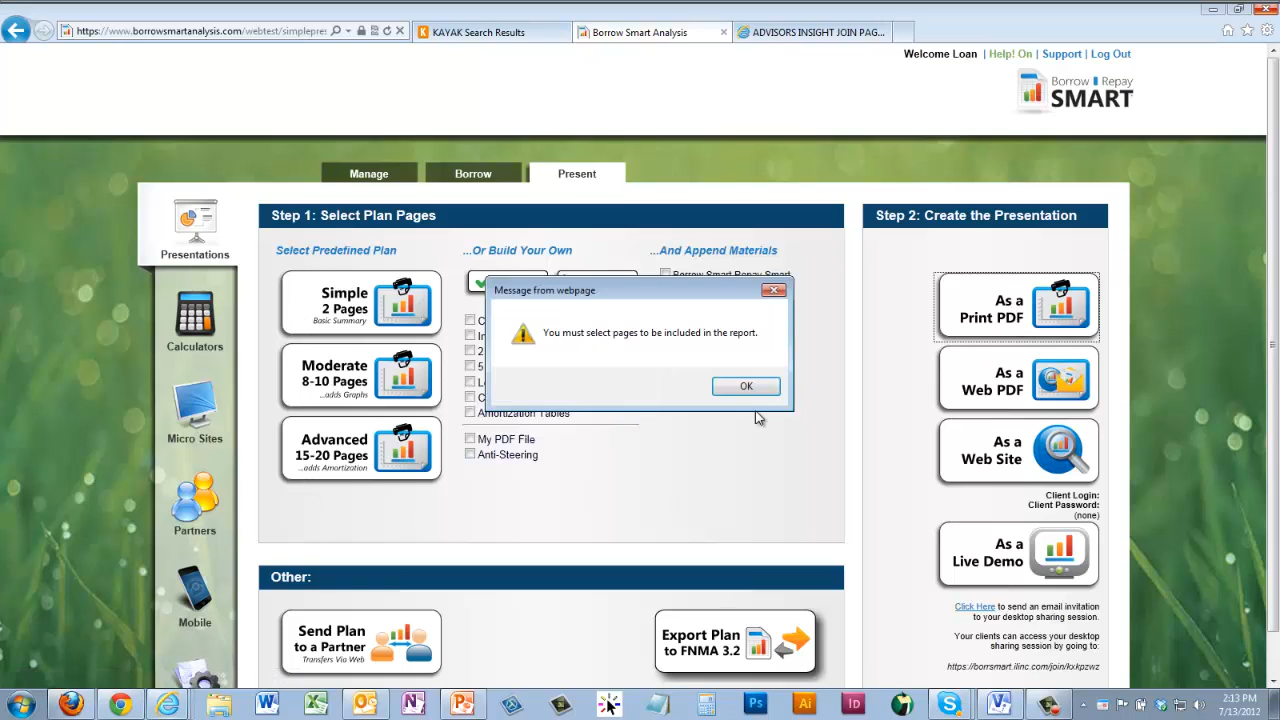 https://www.borrowsmartanalysis.com/webtest/simplepre:
KAYAK Search Results
Borrow Smart Analysis
ADVISORS INSIGHT JOIN PAG...
Welcome Loan | Help! On | Support | Log Out
Borrow Repay
SMART
Manage
Borrow
Present
Presentations
Calculators
Micro Sites
Partners
Mobile
Step 1: Select Plan Pages
Select Predefined Plan
...Or Build Your Own
...And Append Materials
Borrow Smart Repay Smart
Simple
2 Pages
Basic Summary
Moderate
8-10 Pages
...adds Graphs
Advanced
15-20 Pages
...adds Amortization
Message from webpage
You must select pages to be included in the report.
OK
C
In
2
5
L
C
Amortization Tables
My PDF File
Anti-Steering
Step 2: Create the Presentation
As a
Print PDF
As a
Web PDF
As a
Web Site
Client Login:
Client Password:
(none)
As a
Live Demo
Click Here to send an email invitation
to your desktop sharing session.
Your clients can access your desktop
sharing session by going to:
https://borrsmart.ilinc.com/join/kxkpzwz
Other:
Send Plan
to a Partner
Transfers Via Web
Export Plan
to FNMA 3.2
2:13 PM
7/13/2012